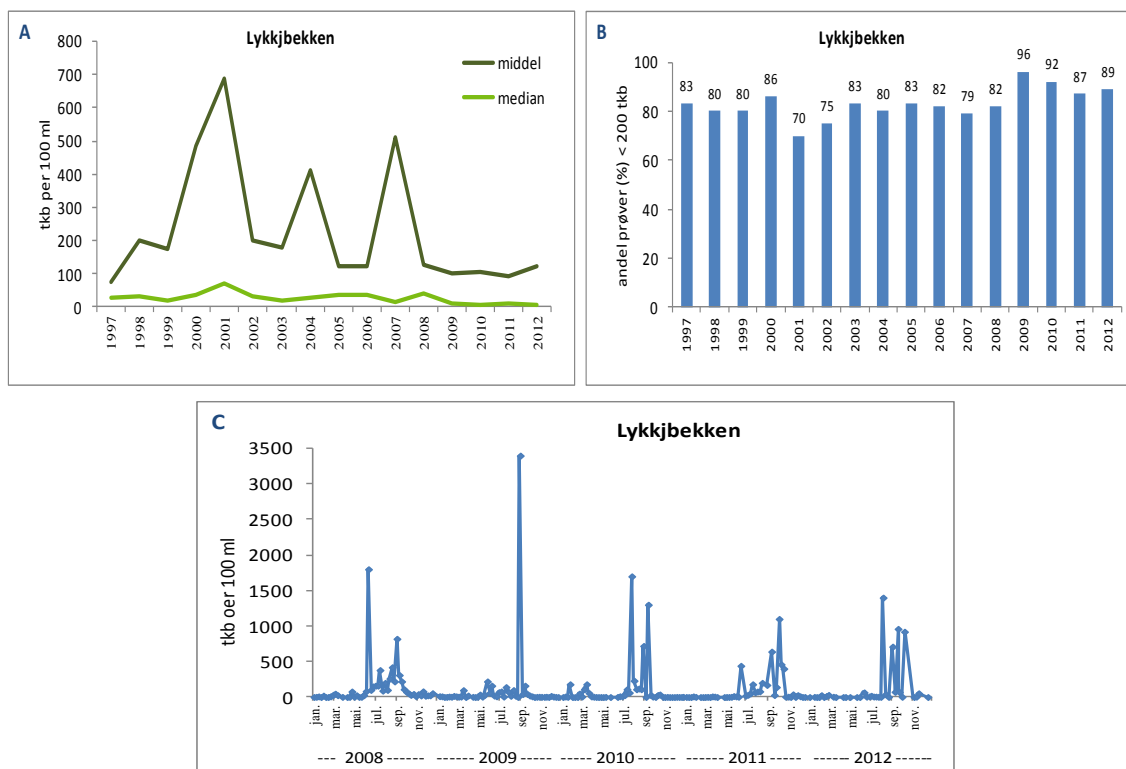 A
Lykkjbekken
tkb per 100 ml
800
700
600
500
400
300
200
100
0
middel
median
1997 1998 1999 2000 2001 2002 2003 2004 2005 2006 2007 2008 2009 2010 2011 2012
B
Lykkjbekken
andel prøver (%) < 200 tkb
100
80
60
40
20
0
83 80 80 86 70 75 83 80 83 82 79 82 96 92 87 89
1997 1998 1999 2000 2001 2002 2003 2004 2005 2006 2007 2008 2009 2010 2011 2012
C
Lykkjbekken
tkb oer 100 ml
3500
3000
2500
2000
1500
1000
500
0
jan. mar. mai. jul. sep. nov. jan. mar. mai. jul. sep. nov. jan. mar. mai. jul. sep. nov. jan. mar. mai. jul. sep. nov. jan. mar. mai. jul. sep. nov.
--- -- 2008 ------- ------ 2009 ------- ------ 2010 ------- ------ 2011 ------- ------ 2012 -------